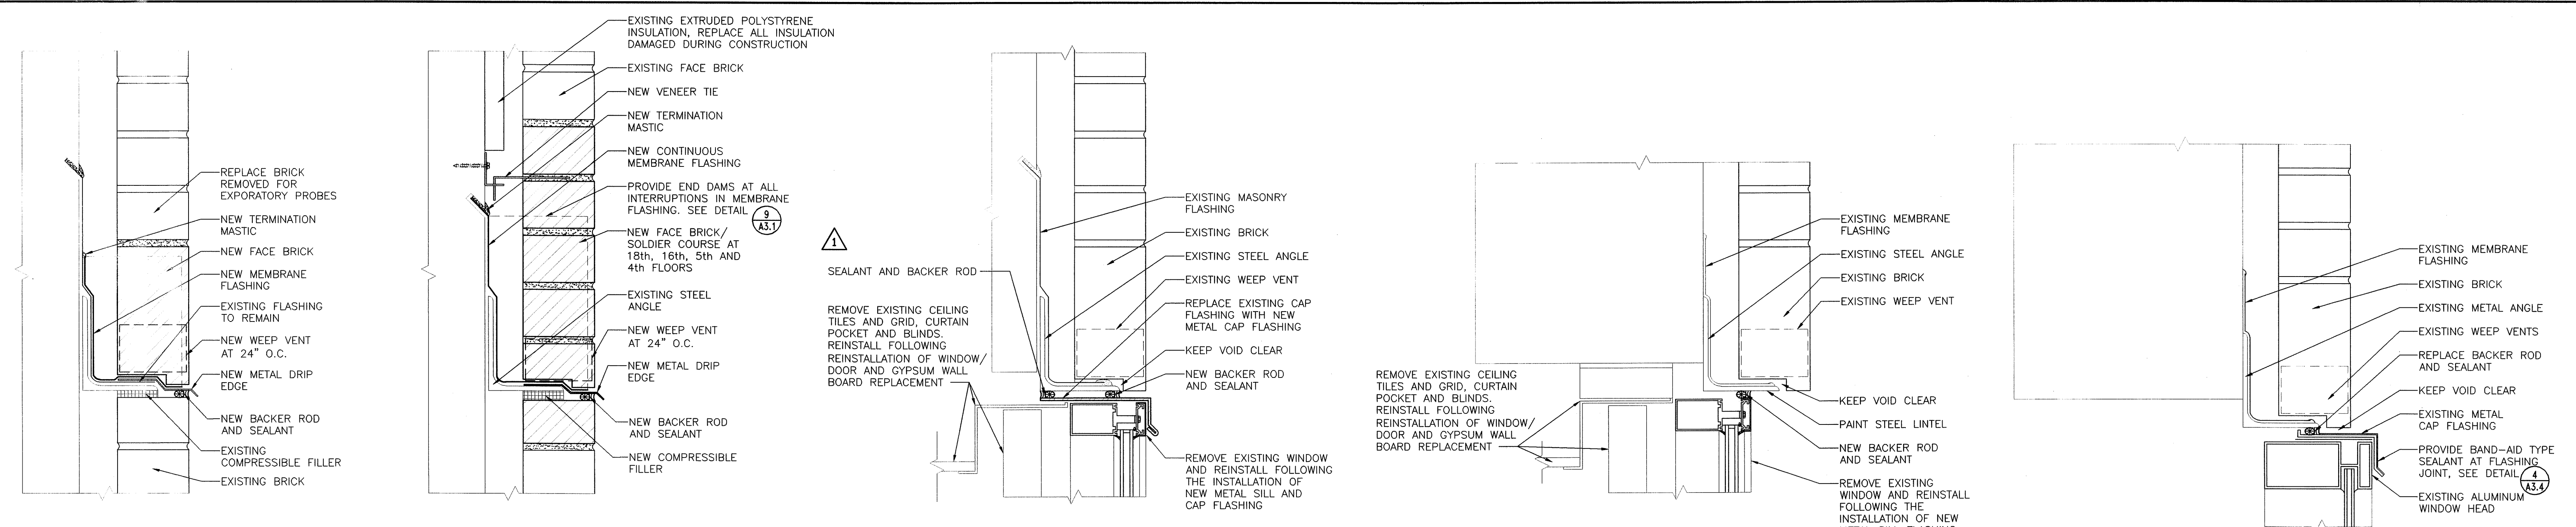 REPLACE BRICK
REMOVED FOR
EXPORATORY PROBES
NEW TERMINATION
MASTIC
NEW FACE BRICK
NEW MEMBRANE
FLASHING
EXISTING FLASHING
TO REMAIN
NEW WEEP VENT
AT 24" O.C.
NEW METAL DRIP
EDGE
NEW BACKER ROD
AND SEALANT
EXISTING
COMPRESSIBLE FILLER
EXISTING BRICK
EXISTING EXTRUDED POLYSTYRENE
INSULATION, REPLACE ALL INSULATION
DAMAGED DURING CONSTRUCTION
EXISTING FACE BRICK
NEW VENEER TIE
NEW TERMINATION
MASTIC
NEW CONTINUOUS
MEMBRANE FLASHING
PROVIDE END DAMS AT ALL
INTERRUPTIONS IN MEMBRANE
FLASHING. SEE DETAIL
9
A3.1
NEW FACE BRICK/
SOLDIER COURSE AT
18th, 16th, 5th AND
4th FLOORS
EXISTING STEEL
ANGLE
NEW WEEP VENT
AT 24" O.C.
NEW METAL DRIP
EDGE
NEW BACKER ROD
AND SEALANT
NEW COMPRESSIBLE
FILLER
1
SEALANT AND BACKER ROD
REMOVE EXISTING CEILING
TILES AND GRID, CURTAIN
POCKET AND BLINDS.
REINSTALL FOLLOWING
REINSTALLATION OF WINDOW/
DOOR AND GYPSUM WALL
BOARD REPLACEMENT
EXISTING MASONRY
FLASHING
EXISTING BRICK
EXISTING STEEL ANGLE
EXISTING WEEP VENT
REPLACE EXISTING CAP
FLASHING WITH NEW
METAL CAP FLASHING
KEEP VOID CLEAR
NEW BACKER ROD
AND SEALANT
REMOVE EXISTING WINDOW
AND REINSTALL FOLLOWING
THE INSTALLATION OF
NEW METAL SILL AND
CAP FLASHING
REMOVE EXISTING CEILING
TILES AND GRID, CURTAIN
POCKET AND BLINDS.
REINSTALL FOLLOWING
REINSTALLATION OF WINDOW/
DOOR AND GYPSUM WALL
BOARD REPLACEMENT
EXISTING MEMBRANE
FLASHING
EXISTING STEEL ANGLE
EXISTING BRICK
EXISTING WEEP VENT
KEEP VOID CLEAR
PAINT STEEL LINTEL
NEW BACKER ROD
AND SEALANT
REMOVE EXISTING
WINDOW AND REINSTALL
FOLLOWING THE
INSTALLATION OF NEW
EXISTING MEMBRANE
FLASHING
EXISTING BRICK
EXISTING METAL ANGLE
EXISTING WEEP VENTS
REPLACE BACKER ROD
AND SEALANT
KEEP VOID CLEAR
EXISTING METAL
CAP FLASHING
PROVIDE BAND-AID TYPE
SEALANT AT FLASHING
JOINT, SEE DETAIL
4
A3.4
EXISTING ALUMINUM
WINDOW HEAD